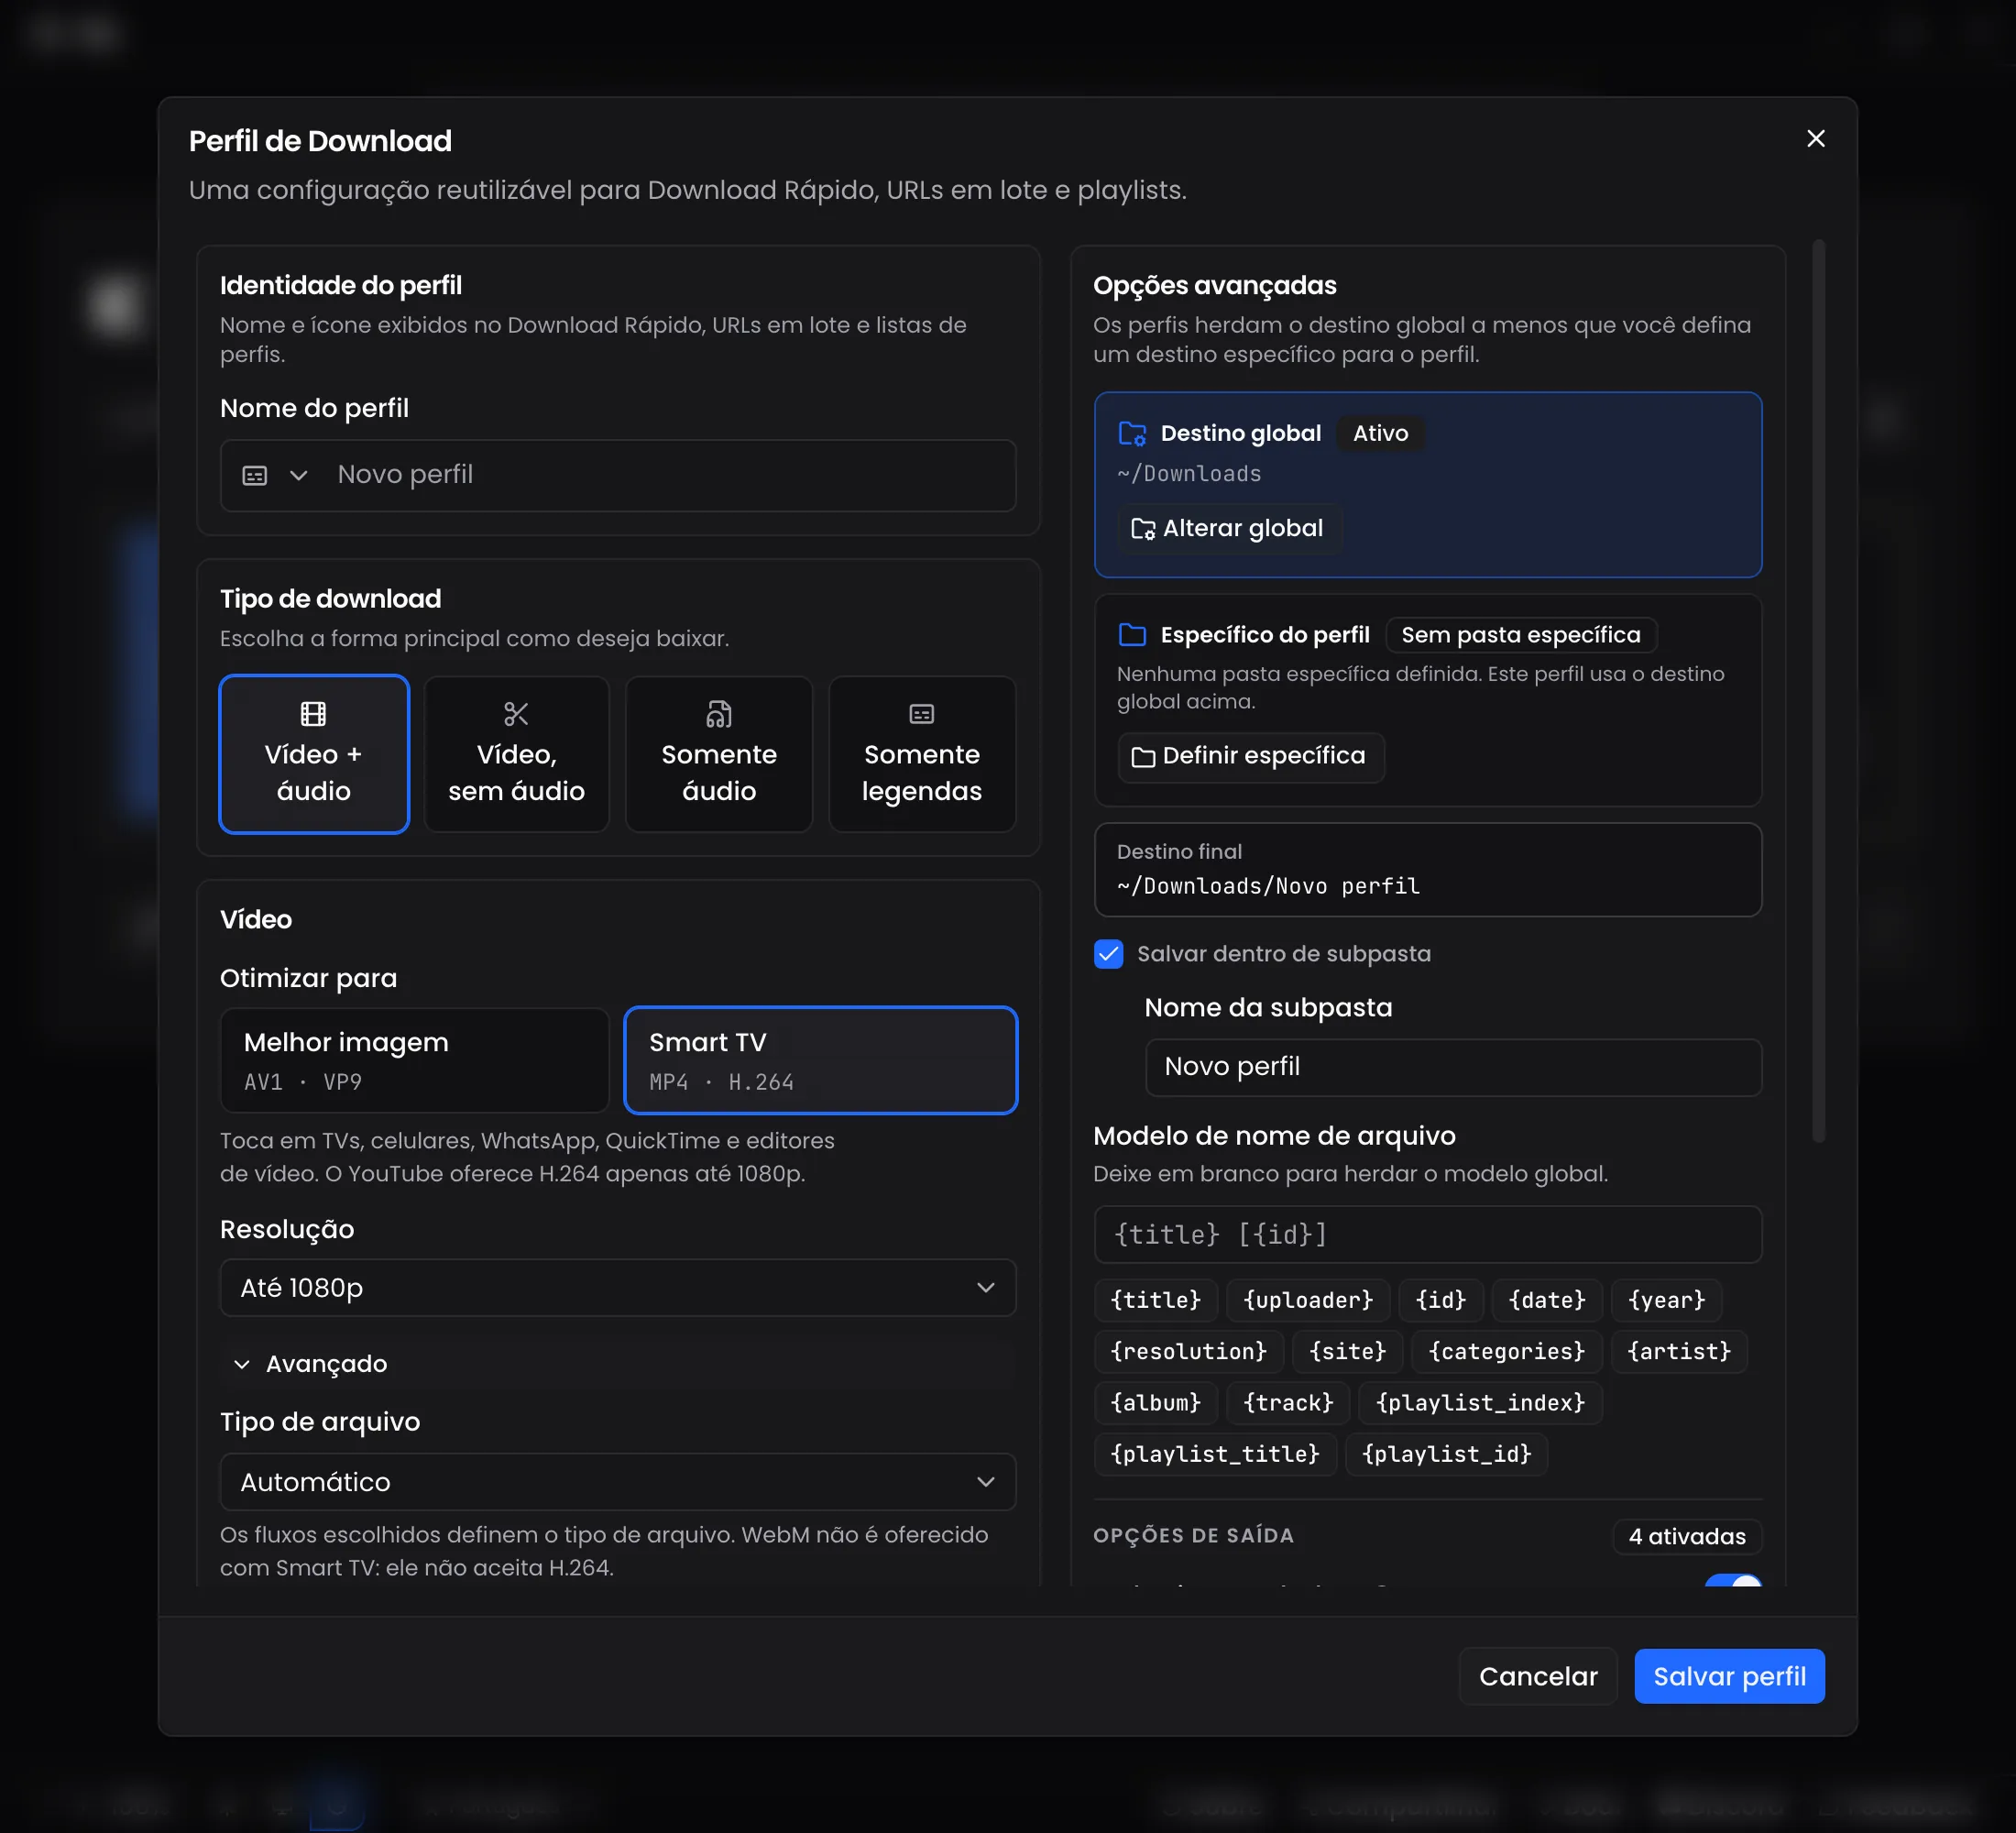 Perfil de Download
Uma configuração reutilizável para Download Rápido, URLs em lote e playlists.
Identidade do perfil
Nome e ícone exibidos no Download Rápido, URLs em lote e listas de
perfis.
Nome do perfil
Novo perfil
Tipo de download
Escolha a forma principal como deseja baixar.
Vídeo +
áudio
Vídeo,
sem áudio
Somente
áudio
Somente
legendas
Vídeo
Otimizar para
Melhor imagem
AV1 · VP9
Smart TV
MP4 · H.264
Toca em TVs, celulares, WhatsApp, QuickTime e editores
de vídeo. O YouTube oferece H.264 apenas até 1080p.
Resolução
Até 1080p
Avançado
Tipo de arquivo
Automático
Os fluxos escolhidos definem o tipo de arquivo. WebM não é oferecido
com Smart TV: ele não aceita H.264.
Opções avançadas
Os perfis herdam o destino global a menos que você defina
um destino específico para o perfil.
Destino global Ativo
~/Downloads
Alterar global
Específico do perfil Sem pasta específica
Nenhuma pasta específica definida. Este perfil usa o destino
global acima.
Definir específica
Destino final
~/Downloads/Novo perfil
Salvar dentro de subpasta
Nome da subpasta
Novo perfil
Modelo de nome de arquivo
Deixe em branco para herdar o modelo global.
{title} [{id}]
{title} {uploader} {id} {date} {year}
{resolution} {site} {categories} {artist}
{album} {track} {playlist_index}
{playlist_title} {playlist_id}
OPÇÕES DE SAÍDA 4 ativadas
Cancelar Salvar perfil